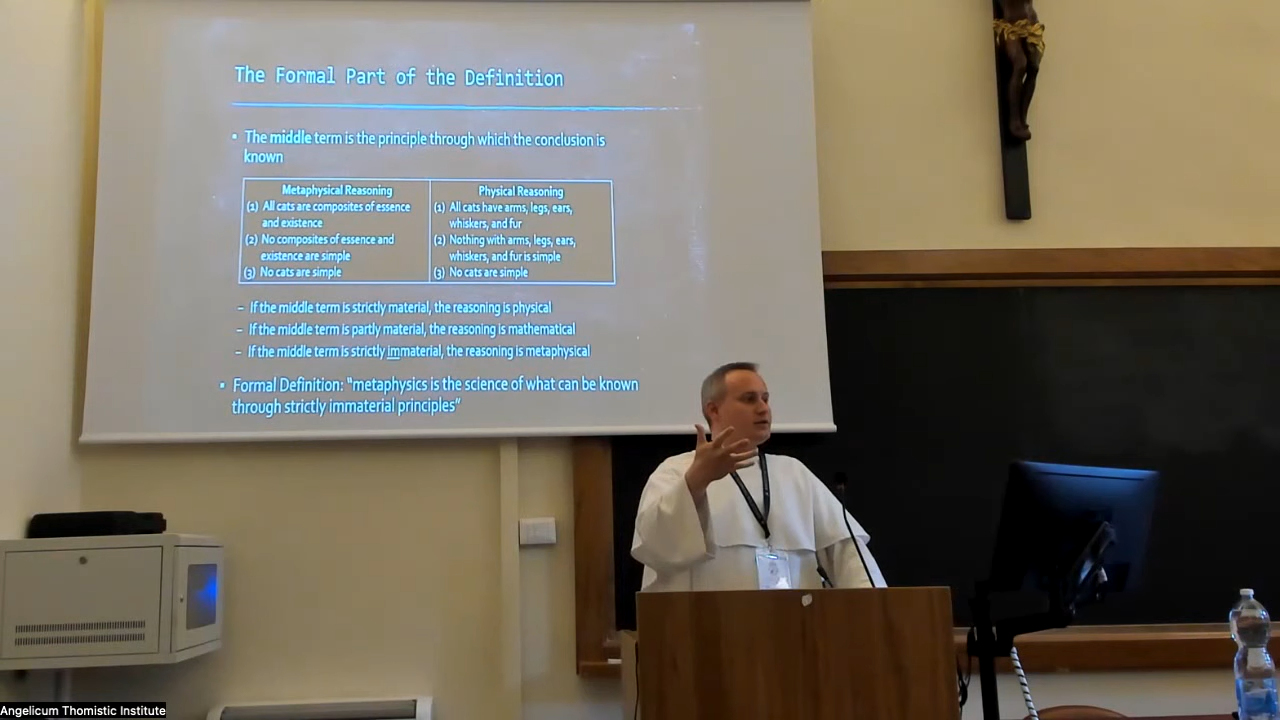 The Formal Part of the Definition
• The middle term is the principle through which the conclusion is
known
Metaphysical Reasoning
(1) All cats are composites of essence
and existence
(2) No composites of essence and
existence are simple
(3) No cats are simple
Physical Reasoning
(1) All cats have arms, legs, ears,
whiskers, and fur
(2) Nothing with arms, legs, ears,
whiskers, and fur is simple
(3) No cats are simple
– If the middle term is strictly material, the reasoning is physical
– If the middle term is partly material, the reasoning is mathematical
– If the middle term is strictly immaterial, the reasoning is metaphysical
• Formal Definition: "metaphysics is the science of what can be known
through strictly immaterial principles"
Angelicum Thomistic Institute